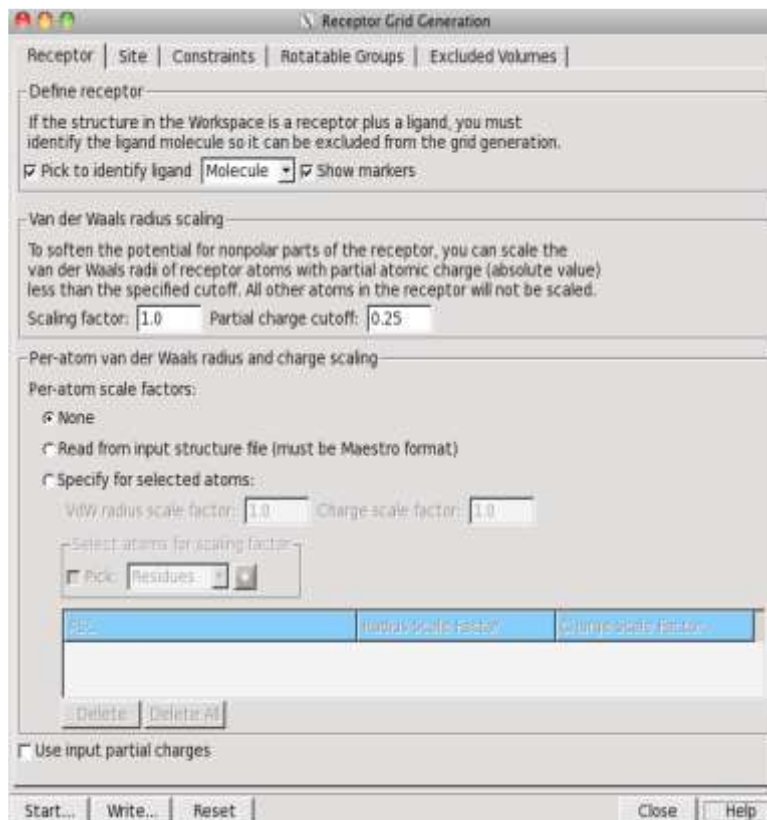 Receptor Grid Generation
Receptor | Site | Constraints | Rotatable Groups | Excluded Volumes |
Define receptor
If the structure in the Workspace is a receptor plus a ligand, you must
identify the ligand molecule so it can be excluded from the grid generation.
Pick to identify ligand Molecule Show markers
Van der Waals radius scaling
To soften the potential for nonpolar parts of the receptor, you can scale the
van der Waals radii of receptor atoms with partial atomic charge (absolute value)
less than the specified cutoff. All other atoms in the receptor will not be scaled.
Scaling factor: 1.0 Partial charge cutoff: 0.25
Per-atom van der Waals radius and charge scaling
Per-atom scale factors:
None
Read from input structure file (must be Maestro format)
Specify for selected atoms:
VdW radius scale factor: 1.0 Charge scale factor: 1.0
Select atoms for scaling factor
Pick: Residues
Radius Scale Factor Charge Scale Factor
Delete Delete All
Use input partial charges
Start... Write... Reset Close Help